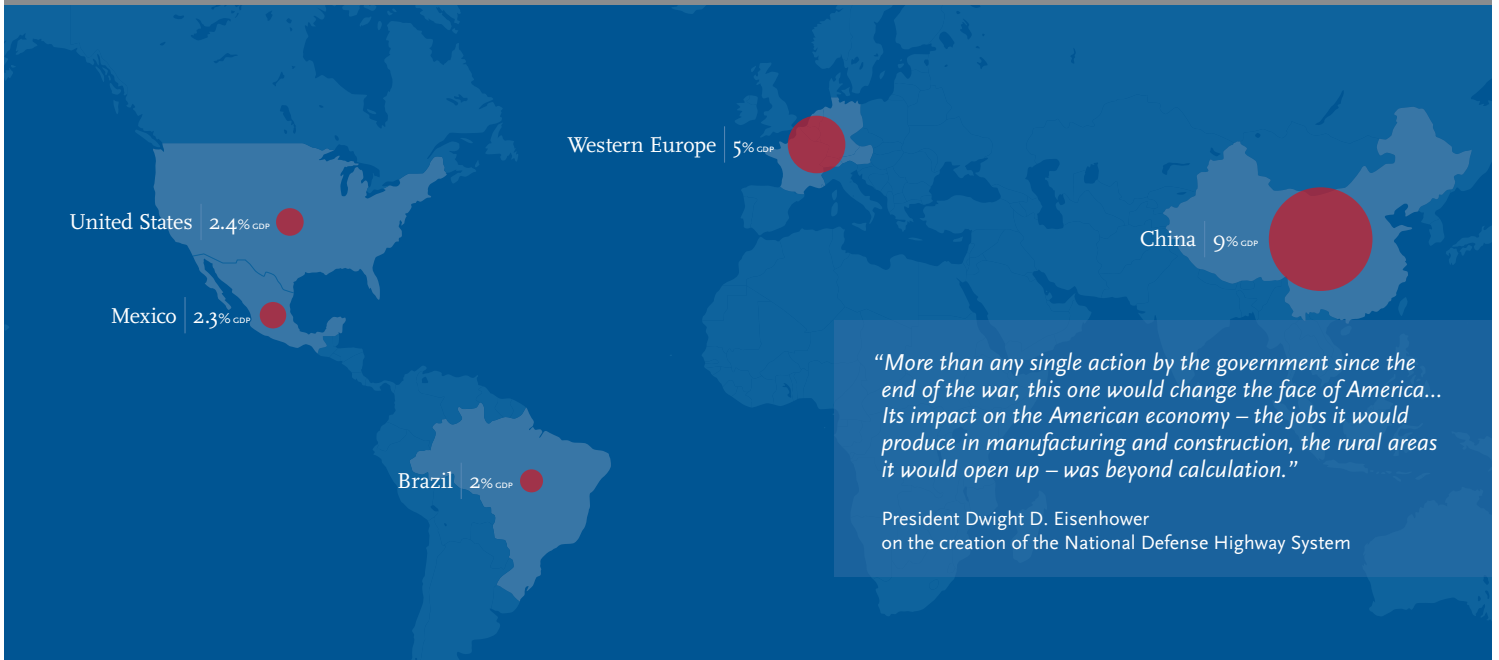 Western Europe | 5% GDP
United States | 2.4% GDP
China | 9% GDP
Mexico | 2.3% GDP
Brazil | 2% GDP
“More than any single action by the government since the
end of the war, this one would change the face of America…
Its impact on the American economy – the jobs it would
produce in manufacturing and construction, the rural areas
it would open up – was beyond calculation.”
President Dwight D. Eisenhower
on the creation of the National Defense Highway System